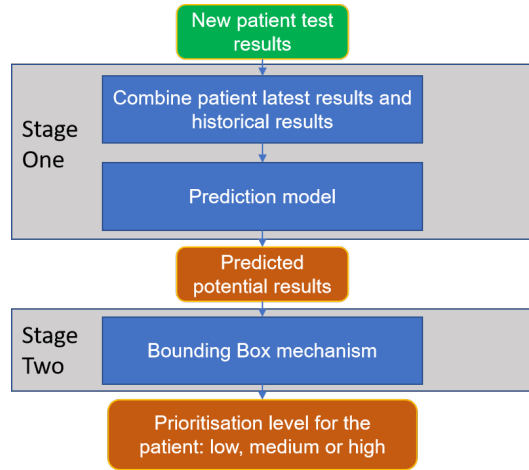 New patient test
results
Stage
One
Combine patient latest results and
historical results
Prediction model
Predicted
potential results
Stage
Two
Bounding Box mechanism
Prioritisation level for the
patient: low, medium or high